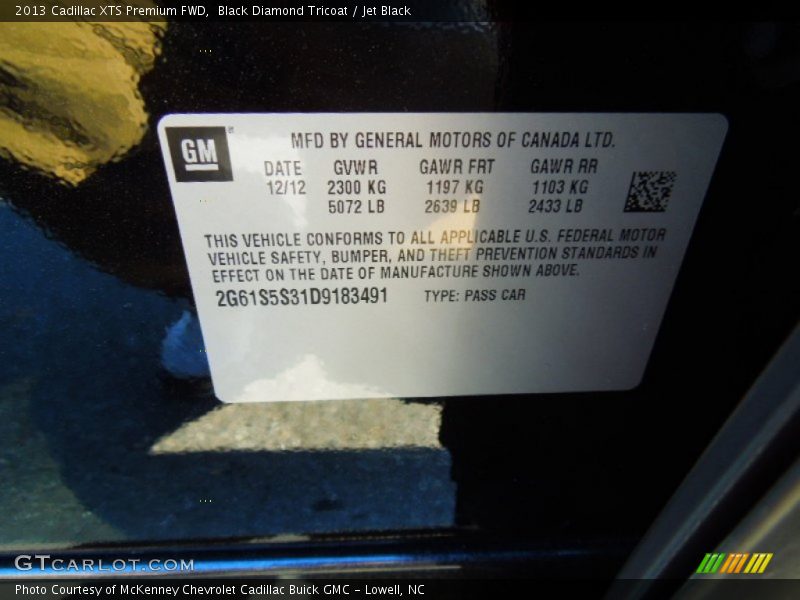 2013 Cadillac XTS Premium FWD,  Black Diamond Tricoat / Jet Black
GM
MFD BY GENERAL MOTORS OF CANADA LTD.
DATE GVWR GAWR FRT GAWR RR
12/12 2300 KG 1197 KG 1103 KG
5072 LB 2639 LB 2433 LB
THIS VEHICLE CONFORMS TO ALL APPLICABLE U.S. FEDERAL MOTOR
VEHICLE SAFETY, BUMPER, AND THEFT PREVENTION STANDARDS IN
EFFECT ON THE DATE OF MANUFACTURE SHOWN ABOVE.
2G61S5S31D9183491 TYPE: PASS CAR
GTCARLOT.COM
Photo Courtesy of McKenney Chevrolet Cadillac Buick GMC - Lowell, NC